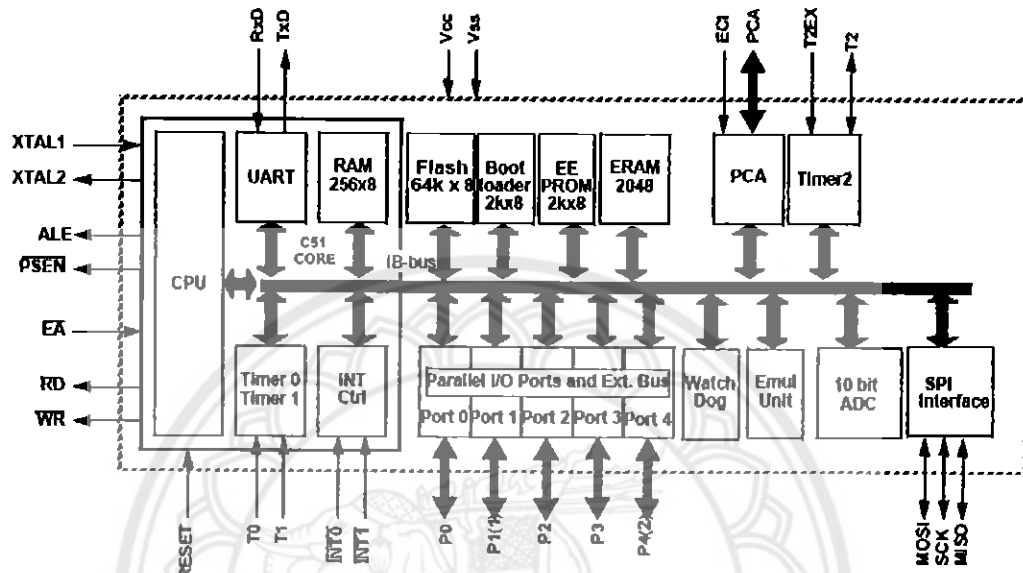 RxD
TxD
Vcc
Vss
ECI
PCA
T2EX
T2
XTAL1
XTAL2
ALE
PSEN
EA
RD
WR
CPU
UART
RAM
256x8
Flash
64k x 8
Boot
loader
2kx8
EE
PROM
2kx8
ERAM
2048
PCA
Timer2
C51
CORE
IB-bus
Timer 0
Timer 1
INT
Ctrl
Parallel I/O Ports and Ext. Bus
Port 0
Port 1
Port 2
Port 3
Port 4
Watch
Dog
Emul
Unit
10 bit
ADC
SPI
Interface
RESET
T0
T1
INT0
INT1
P0
P1(1)
P2
P3
P4(2)
MOSI
SCK
MISO